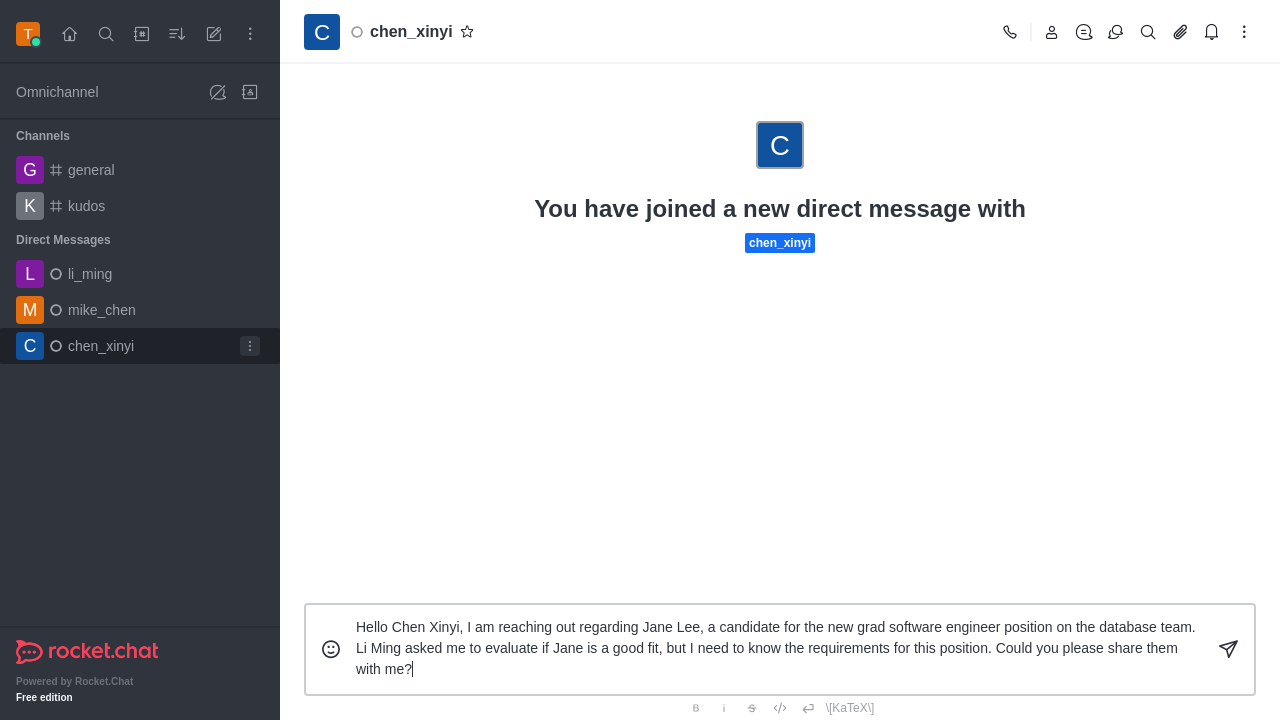 T
Omnichannel
Channels
G general
K kudos
Direct Messages
L li_ming
M mike_chen
C chen_xinyi
rocket.chat
Powered by Rocket.Chat
Free edition
C chen_xinyi
C
You have joined a new direct message with
chen_xinyi
Hello Chen Xinyi, I am reaching out regarding Jane Lee, a candidate for the new grad software engineer position on the database team.
Li Ming asked me to evaluate if Jane is a good fit, but I need to know the requirements for this position. Could you please share them
with me?
B i S \[KaTeX\]